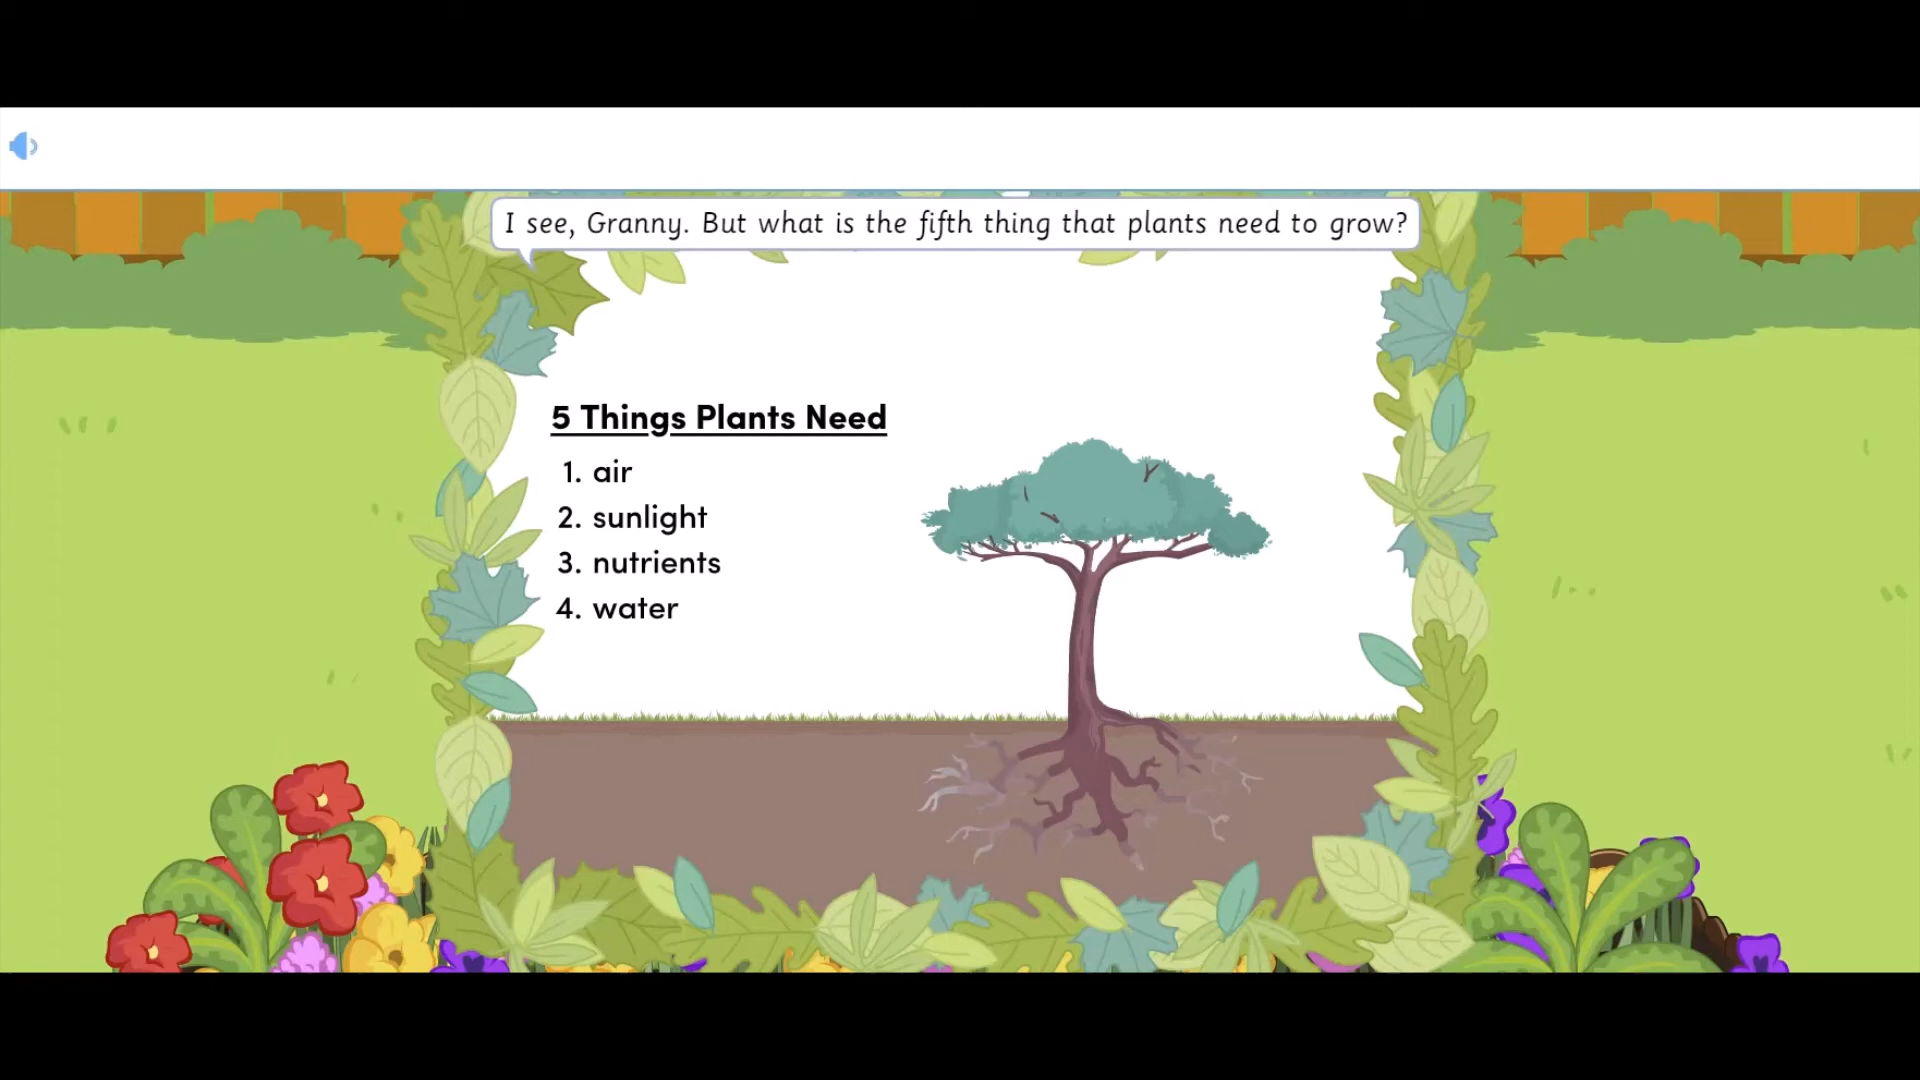 I see, Granny. But what is the fifth thing that plants need to grow?
5 Things Plants Need
1. air
2. sunlight
3. nutrients
4. water